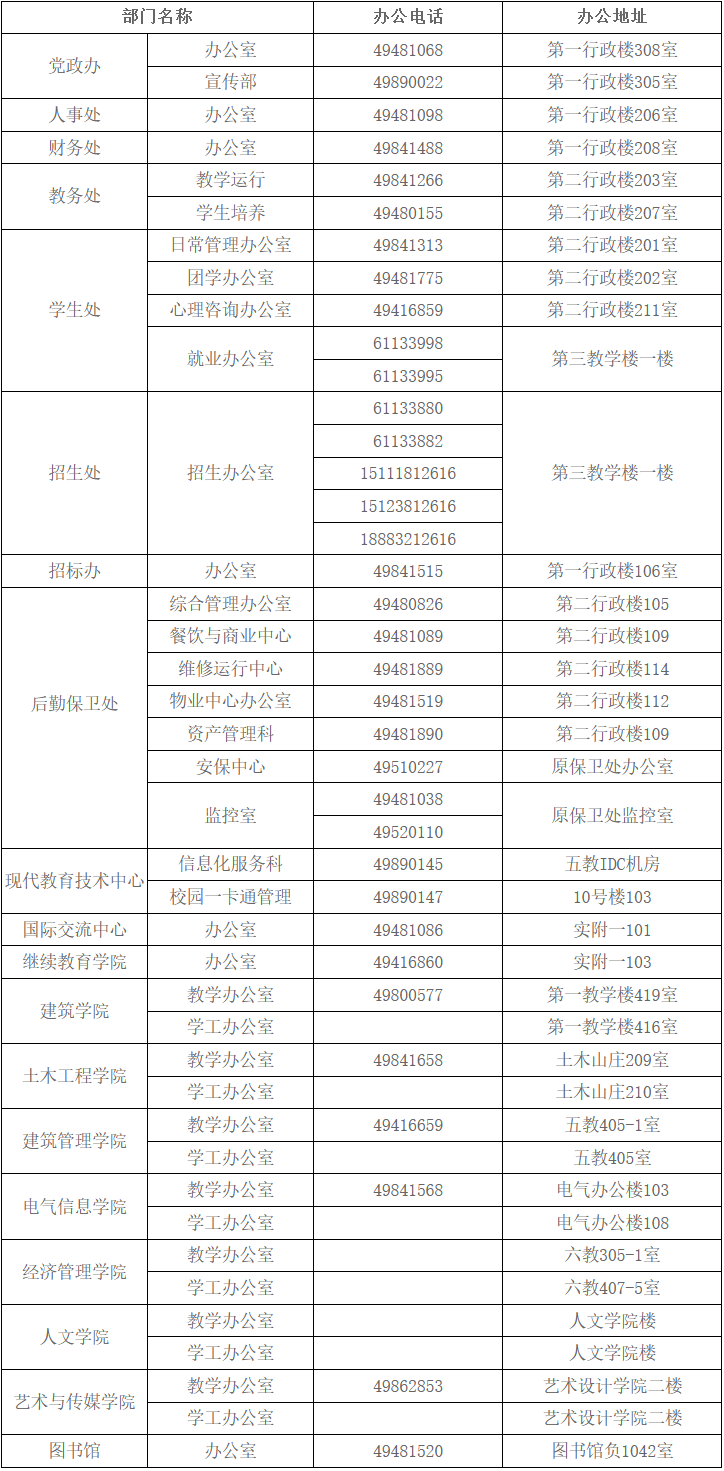 部门名称 办公电话 办公地址
党政办 办公室 49481068 第一行政楼308室
宣传部 49890022 第一行政楼305室
人事处 办公室 49481098 第一行政楼206室
财务处 办公室 49841488 第一行政楼208室
教务处 教学运行 49841266 第二行政楼203室
学生培养 49480155 第二行政楼207室
学生处 日常管理办公室 49841313 第二行政楼201室
团学办公室 49481775 第二行政楼202室
心理咨询办公室 49416859 第二行政楼211室
就业办公室 61133998 第三教学楼一楼
61133995
招生处 招生办公室 61133880 第三教学楼一楼
61133882
15111812616
15123812616
18883212616
招标办 办公室 49841515 第一行政楼106室
后勤保卫处 综合管理办公室 49480826 第二行政楼105
餐饮与商业中心 49481089 第二行政楼109
维修运行中心 49481889 第二行政楼114
物业中心办公室 49481519 第二行政楼112
资产管理科 49481890 第二行政楼109
安保中心 49510227 原保卫处办公室
监控室 49481038 原保卫处监控室
49520110
现代教育技术中心 信息化服务科 49890145 五教IDC机房
校园一卡通管理 49890147 10号楼103
国际交流中心 办公室 49481086 实附一101
继续教育学院 办公室 49416860 实附一103
建筑学院 教学办公室 49800577 第一教学楼419室
学工办公室 第一教学楼416室
土木工程学院 教学办公室 49841658 土木山庄209室
学工办公室 土木山庄210室
建筑管理学院 教学办公室 49416659 五教405-1室
学工办公室 五教405室
电气信息学院 教学办公室 49841568 电气办公楼103
学工办公室 电气办公楼108
经济管理学院 教学办公室 六教305-1室
学工办公室 六教407-5室
人文学院 教学办公室 人文学院楼
学工办公室 人文学院楼
艺术与传媒学院 教学办公室 49862853 艺术设计学院二楼
学工办公室 艺术设计学院二楼
图书馆 办公室 49481520 图书馆负1042室